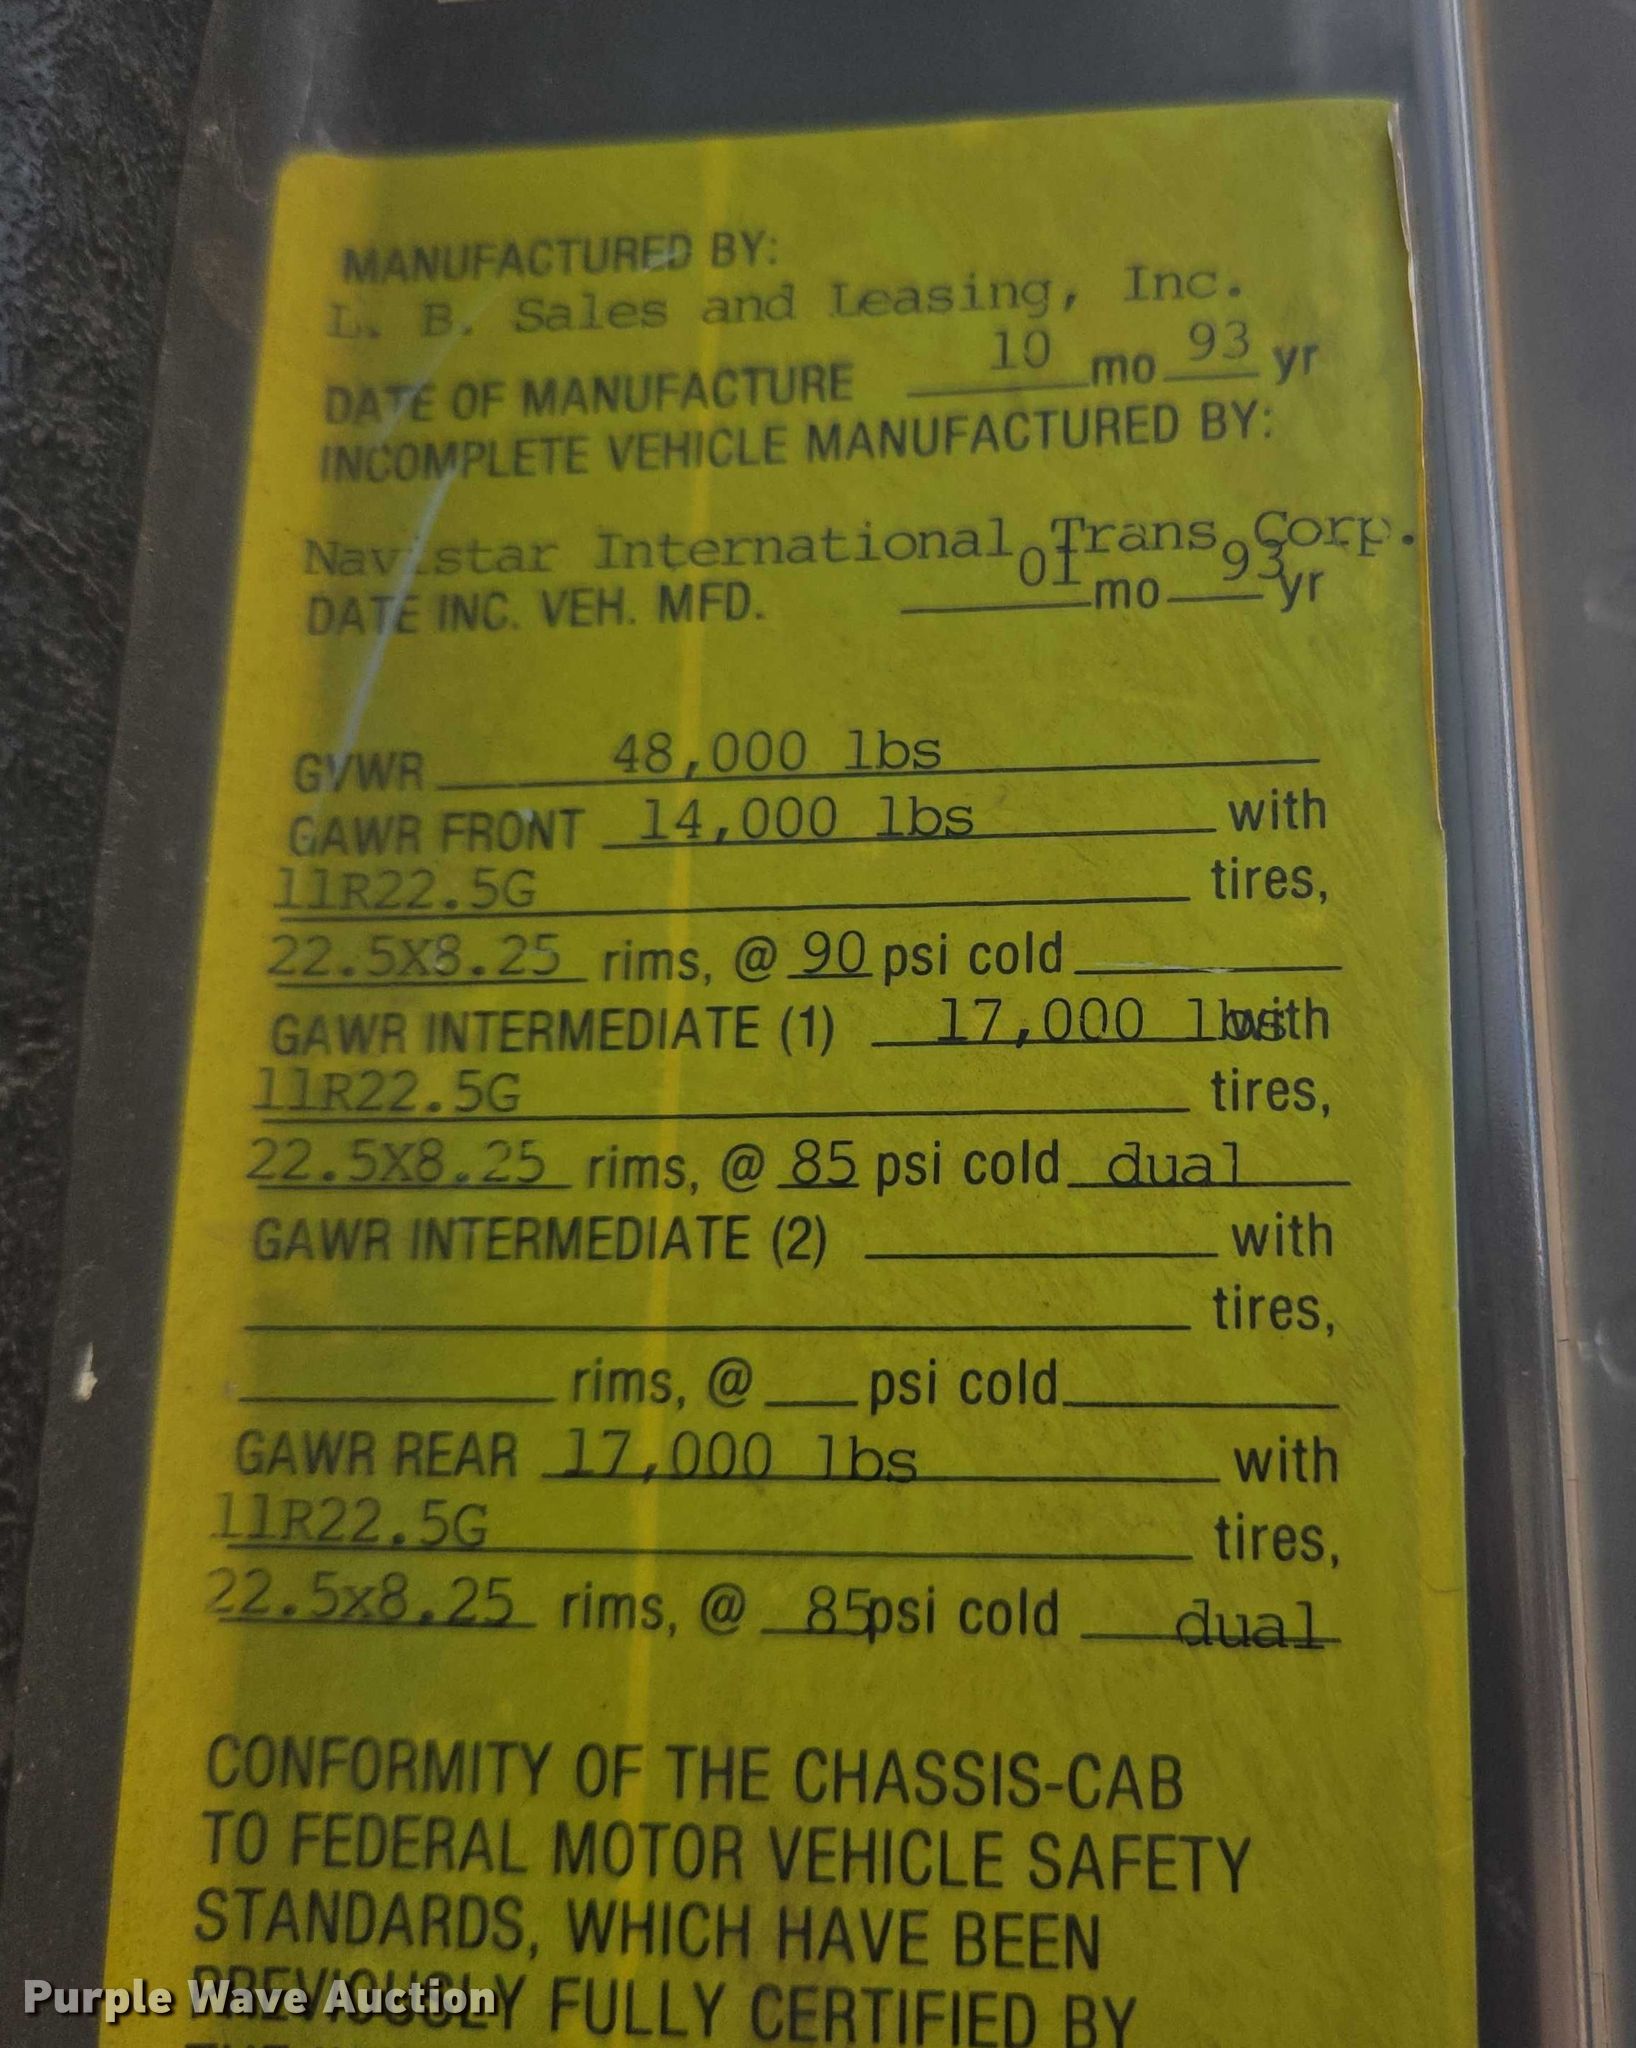 MANUFACTURED BY:
L. B. Sales and Leasing, Inc.
DATE OF MANUFACTURE 10 mo 93 yr
INCOMPLETE VEHICLE MANUFACTURED BY:
Navistar International Trans. Corp.
DATE INC. VEH. MFD. 01 mo 93 yr
GVWR 48,000 lbs
GAWR FRONT 14,000 lbs with
11R22.5G tires,
22.5X8.25 rims, @ 90 psi cold
GAWR INTERMEDIATE (1) 17,000 lbs with
11R22.5G tires,
22.5X8.25 rims, @ 85 psi cold dual
GAWR INTERMEDIATE (2) with
tires,
rims, @ psi cold
GAWR REAR 17,000 lbs with
11R22.5G tires,
22.5x8.25 rims, @ 85 psi cold dual
CONFORMITY OF THE CHASSIS-CAB
TO FEDERAL MOTOR VEHICLE SAFETY
STANDARDS, WHICH HAVE BEEN
PREVIOUSLY FULLY CERTIFIED BY
Purple Wave Auction